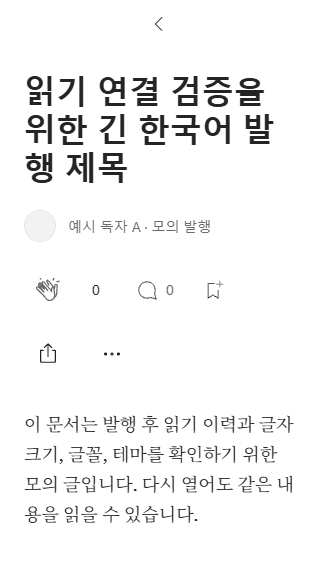 읽기 연결 검증을
위한 긴 한국어 발
행 제목
예시 독자 A · 모의 발행
0
0
이 문서는 발행 후 읽기 이력과 글자
크기, 글꼴, 테마를 확인하기 위한
모의 글입니다. 다시 열어도 같은 내
용을 읽을 수 있습니다.